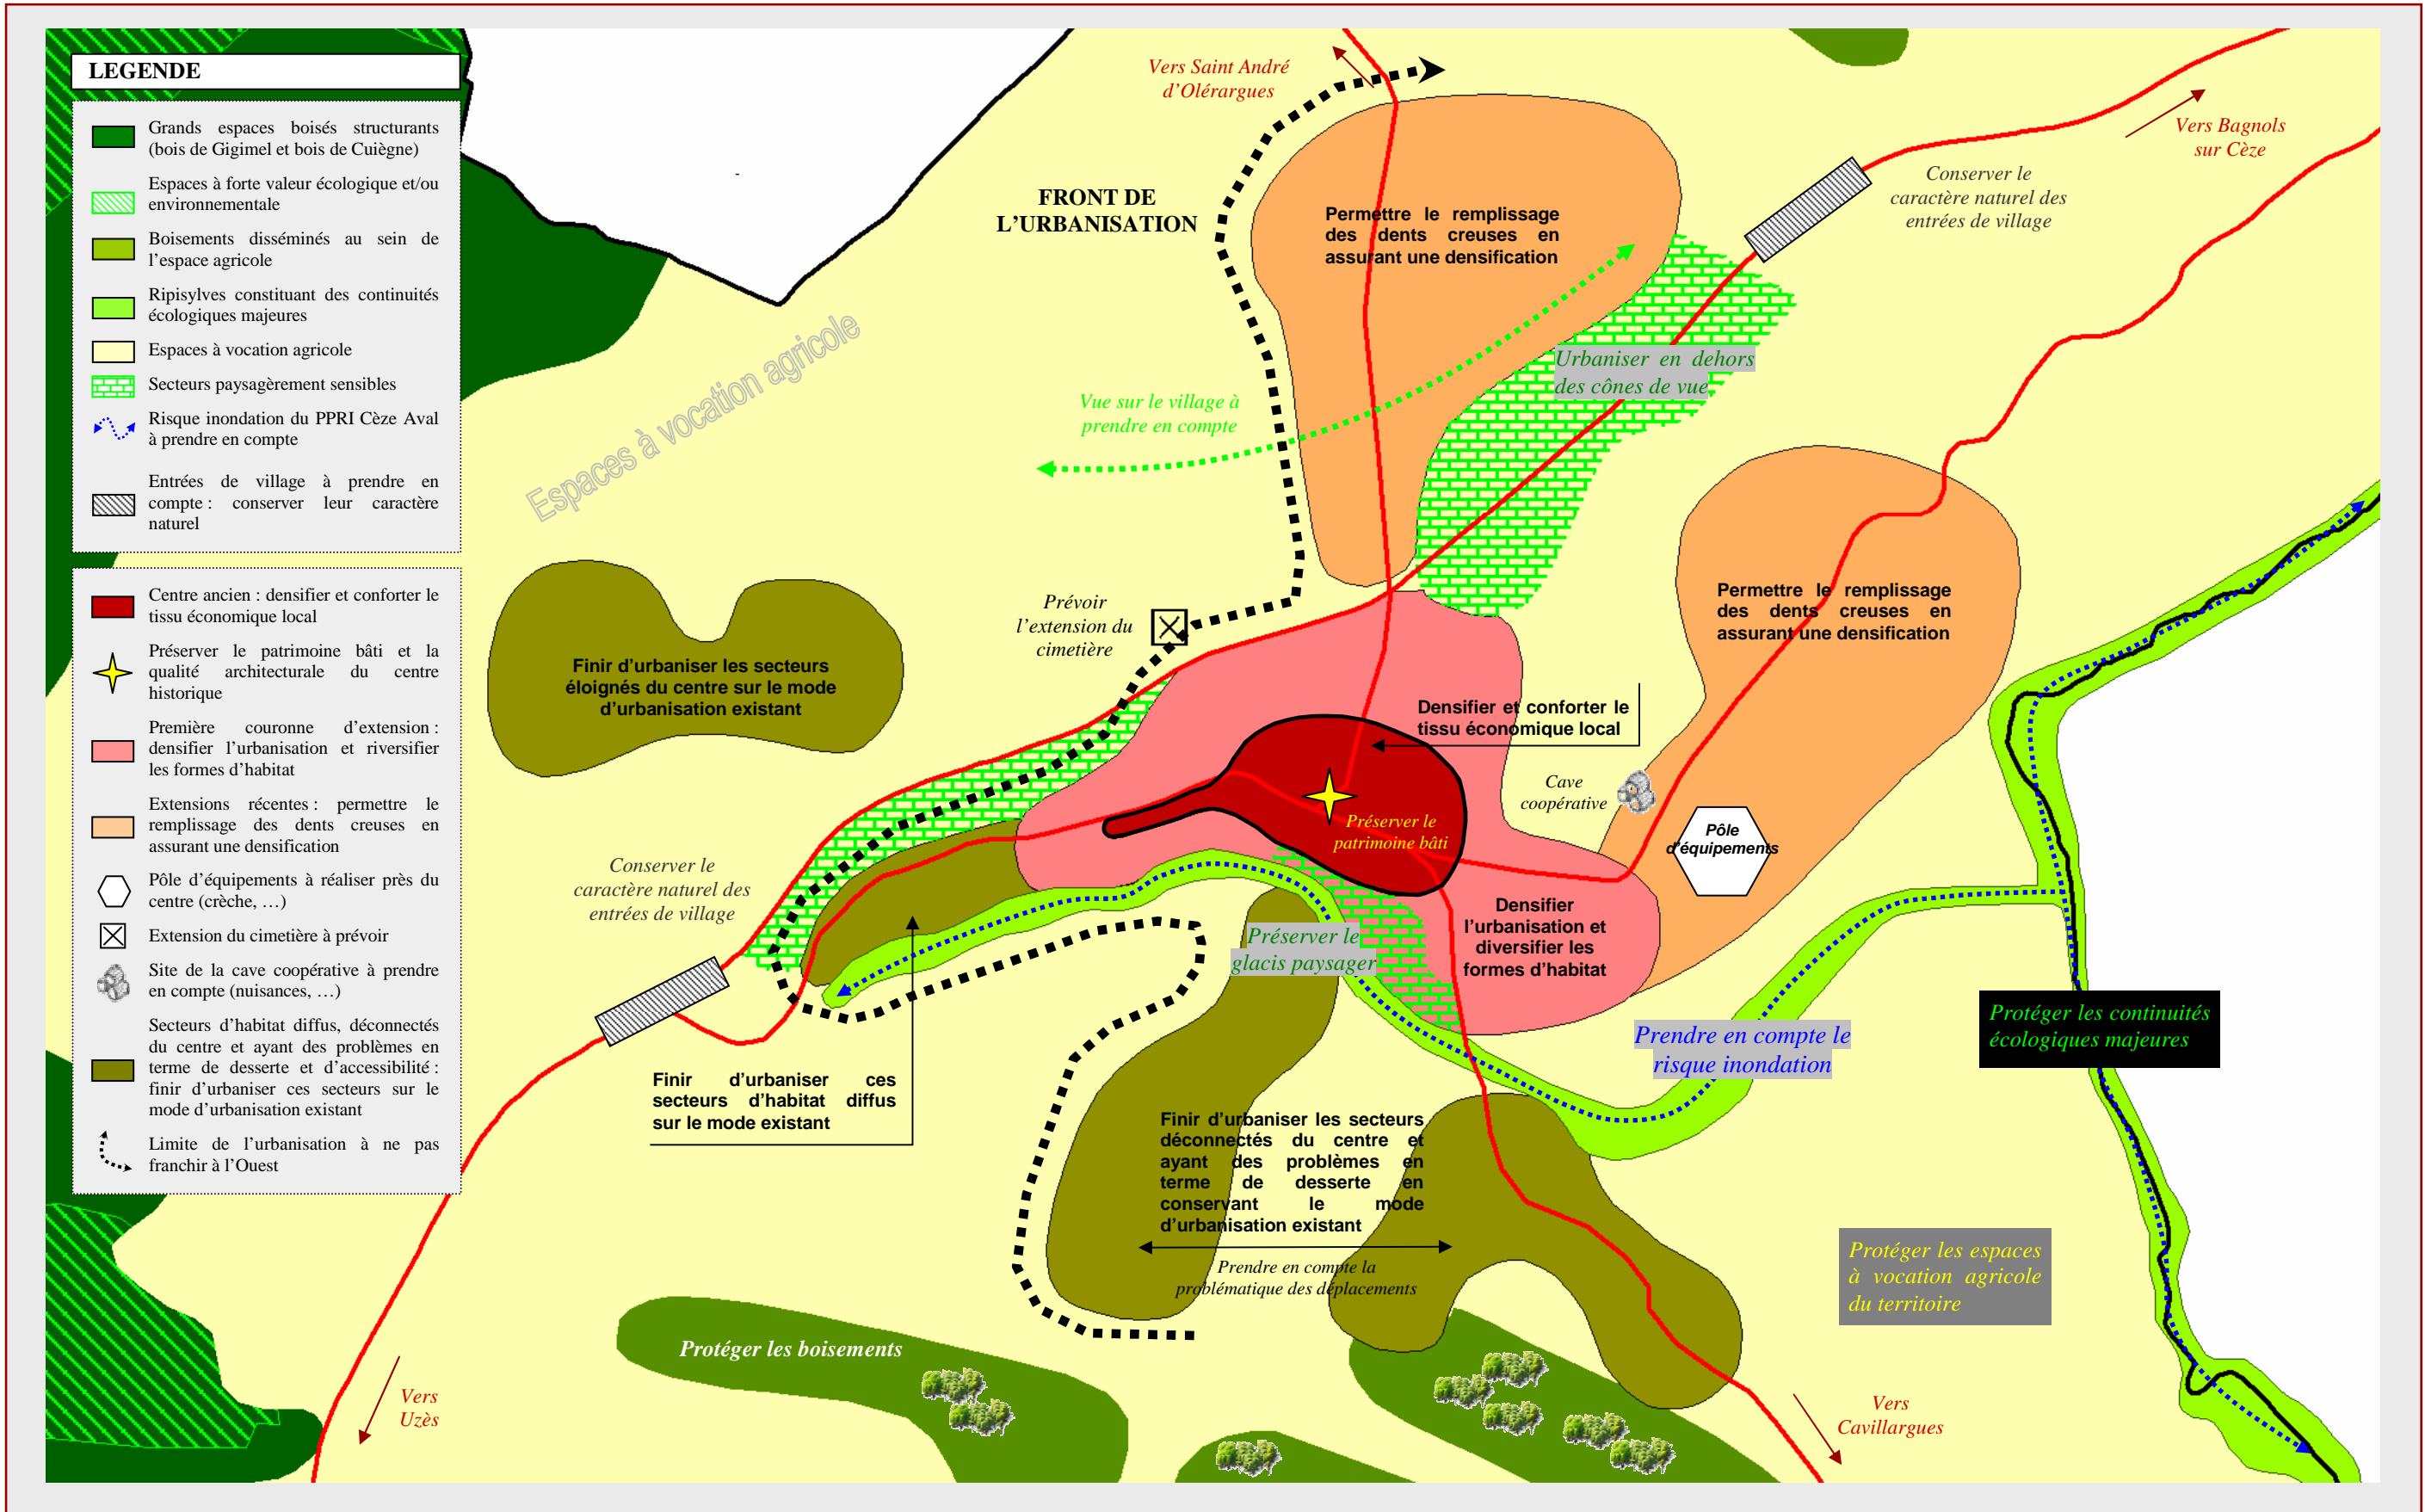 LEGENDE
Grands espaces boisés structurants
(bois de Gigimel et bois de Cuiègne)
Espaces à forte valeur écologique et/ou
environnementale
Boisements disséminés au sein de
l'espace agricole
Ripisylves constituant des continuités
écologiques majeures
Espaces à vocation agricole
Secteurs paysagèrement sensibles
Risque inondation du PPRI Cèze Aval
à prendre en compte
Entrées de village à prendre en
compte : conserver leur caractère
naturel
Centre ancien : densifier et conforter le
tissu économique local
Préserver le patrimoine bâti et la
qualité architecturale du centre
historique
Première couronne d'extension :
densifier l'urbanisation et riversifier
les formes d'habitat
Extensions récentes : permettre le
remplissage des dents creuses en
assurant une densification
Pôle d'équipements à réaliser près du
centre (crèche, …)
Extension du cimetière à prévoir
Site de la cave coopérative à prendre
en compte (nuisances, …)
Secteurs d'habitat diffus, déconnectés
du centre et ayant des problèmes en
terme de desserte et d'accessibilité :
finir d'urbaniser ces secteurs sur le
mode d'urbanisation existant
Limite de l'urbanisation à ne pas
franchir à l'Ouest
Vers Saint André
d'Olérargues
Vers Bagnols
sur Cèze
Conserver le
caractère naturel des
entrées de village
FRONT DE
L'URBANISATION
Permettre le remplissage
des dents creuses en
assurant une densification
Urbaniser en dehors
des cônes de vue
Vue sur le village à
prendre en compte
Espaces à vocation agricole
Prévoir
l'extension du
cimetière
Permettre le remplissage
des dents creuses en
assurant une densification
Finir d'urbaniser les secteurs
éloignés du centre sur le mode
d'urbanisation existant
Densifier et conforter le
tissu économique local
Cave
coopérative
Préserver le
patrimoine bâti
Pôle
d'équipements
Conserver le
caractère naturel des
entrées de village
Densifier
l'urbanisation et
diversifier les
formes d'habitat
Préserver le
glacis paysager
Prendre en compte le
risque inondation
Protéger les continuités
écologiques majeures
Finir d'urbaniser ces
secteurs d'habitat diffus
sur le mode existant
Finir d'urbaniser les secteurs
déconnectés du centre et
ayant des problèmes en
terme de desserte en
conservant le mode
d'urbanisation existant
Prendre en compte la
problématique des déplacements
Protéger les espaces
à vocation agricole
du territoire
Protéger les boisements
Vers
Uzès
Vers
Cavillargues